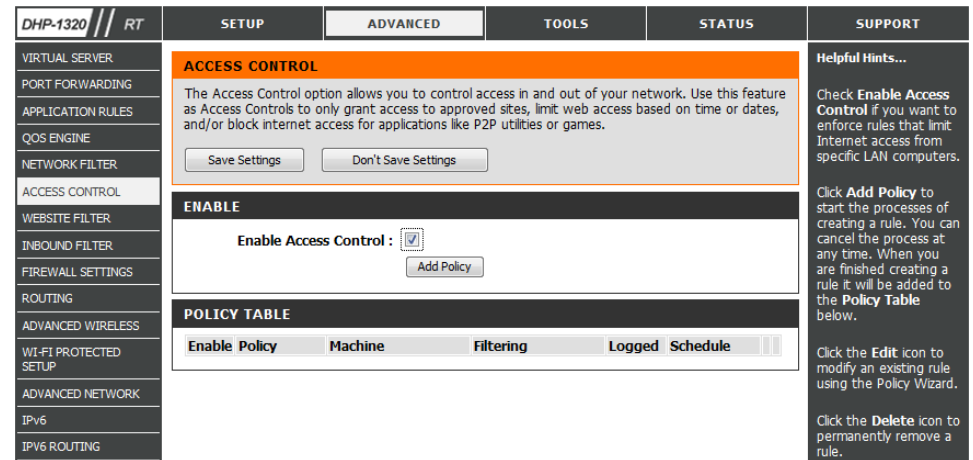 DHP-1320 // RT
SETUP
ADVANCED
TOOLS
STATUS
SUPPORT
VIRTUAL SERVER
PORT FORWARDING
APPLICATION RULES
QOS ENGINE
NETWORK FILTER
ACCESS CONTROL
WEBSITE FILTER
INBOUND FILTER
FIREWALL SETTINGS
ROUTING
ADVANCED WIRELESS
WI-FI PROTECTED
SETUP
ADVANCED NETWORK
IPv6
IPV6 ROUTING
ACCESS CONTROL
The Access Control option allows you to control access in and out of your network. Use this feature
as Access Controls to only grant access to approved sites, limit web access based on time or dates,
and/or block internet access for applications like P2P utilities or games.
Save Settings
Don't Save Settings
ENABLE
Enable Access Control :
Add Policy
POLICY TABLE
Enable Policy Machine Filtering Logged Schedule
Helpful Hints...
Check Enable Access
Control if you want to
enforce rules that limit
Internet access from
specific LAN computers.
Click Add Policy to
start the processes of
creating a rule. You can
cancel the process at
any time. When you
are finished creating a
rule it will be added to
the Policy Table
below.
Click the Edit icon to
modify an existing rule
using the Policy Wizard.
Click the Delete icon to
permanently remove a
rule.